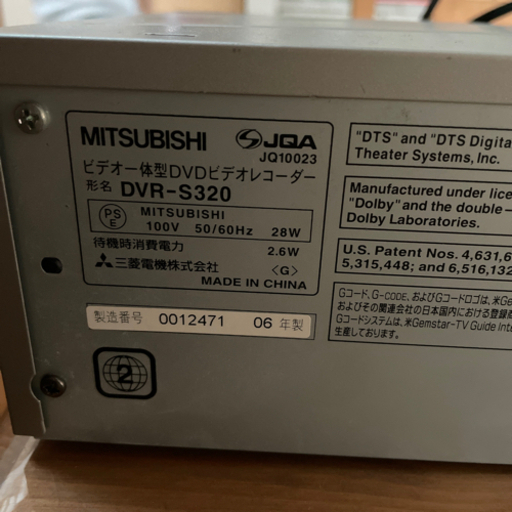 MITSUBISHI JQA
JQ10023
ビデオ一体型DVDビデオレコーダー
形名 DVR-S320
PS E MITSUBISHI
100V 50/60Hz 28W
待機時消費電力 2.6W
三菱電機株式会社 〈G〉
MADE IN CHINA
製造番号 0012471 06 年製
2
"DTS" and "DTS Digital
Theater Systems, Inc.
Manufactured under
"Dolby" and the double-
Dolby Laboratories.
U.S. Patent Nos. 4,631,
5,315,448; and 6,516,132
Gコード、G-CODE、およびGコードロゴは、米
およびその関連会社の日本国内における登録
Gコードシステムは、米Gemstar-TV Guide
生産しております。